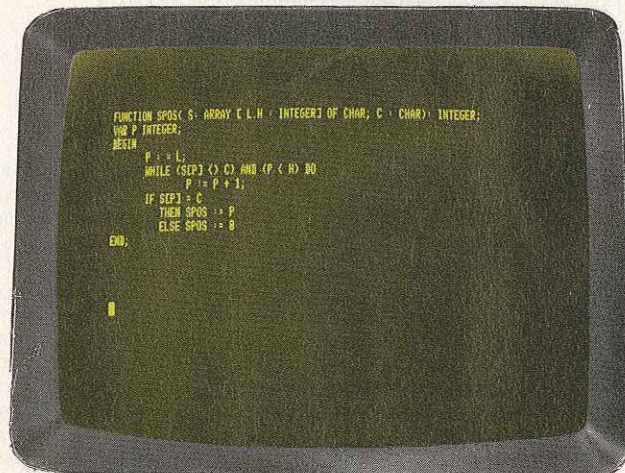 FUNCTION SPOS( S: ARRAY [ L.H : INTEGER] OF CHAR; C : CHAR): INTEGER;
VAR P INTEGER;
BEGIN
P := L;
WHILE (S[P] <> C) AND (P < H) DO
P := P + 1;
IF S[P] = C
THEN SPOS := P
ELSE SPOS := 0
END;